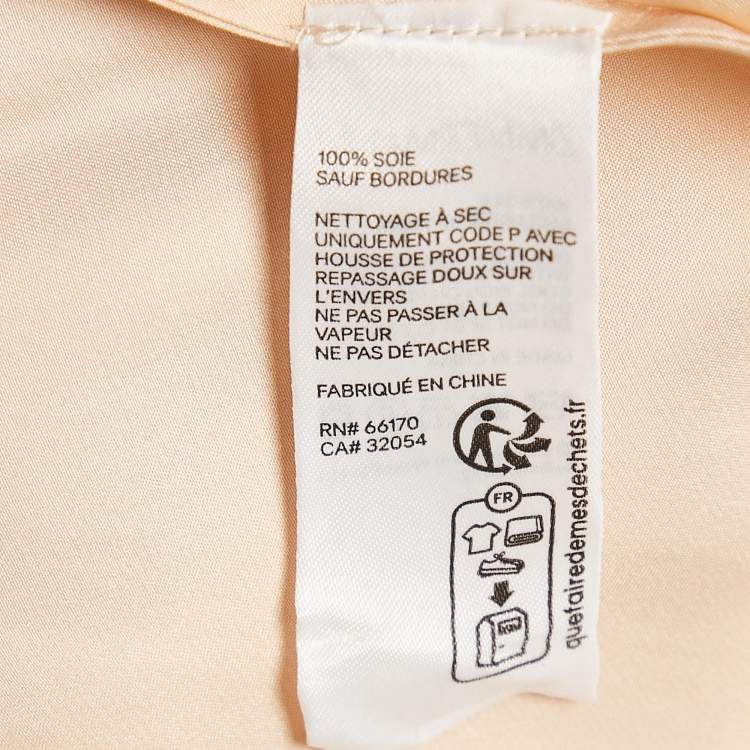 100% SOIE
SAUF BORDURES
NETTOYAGE À SEC
UNIQUEMENT CODE P AVEC
HOUSSE DE PROTECTION
REPASSAGE DOUX SUR
L'ENVERS
NE PAS PASSER À LA
VAPEUR
NE PAS DÉTACHER
FABRIQUÉ EN CHINE
RN# 66170
CA# 32054
FR
quefairedemesdechets.fr